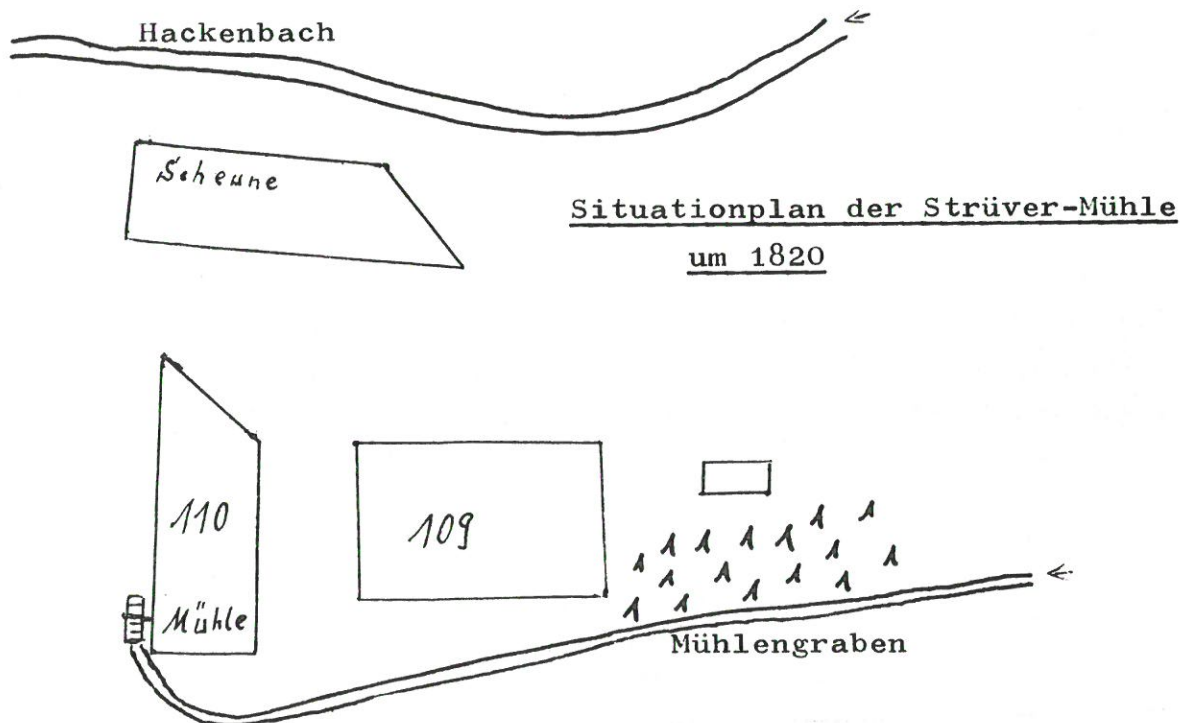 Hackenbach
Scheune
Situationplan der Strüver-Mühle
um 1820
110
109
Mühle
Mühlengraben